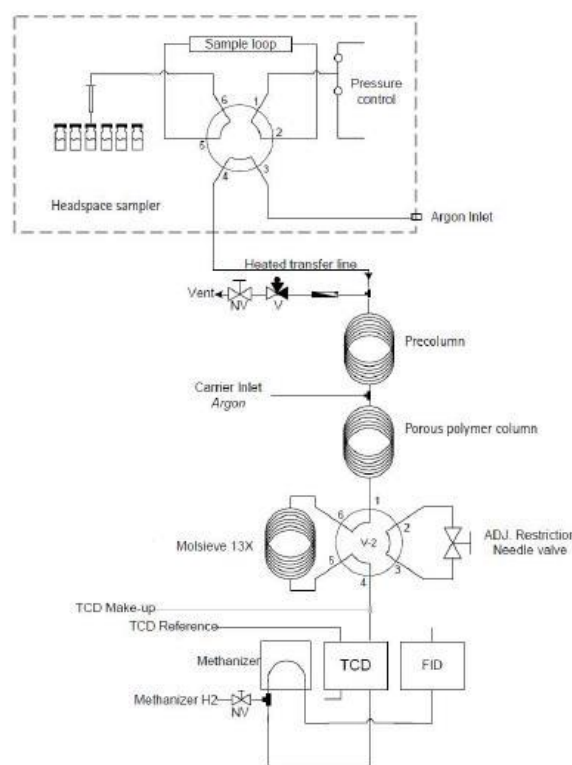 Sample loop
6
1
Pressure
control
5
2
4
3
Headspace sampler
Argon Inlet
Heated transfer line
Vent
NV
V
Precolumn
Carrier Inlet
Argon
Porous polymer column
1
6
2
Molsieve 13X
V-2
ADJ. Restriction
Needle valve
5
3
4
TCD Make-up
TCD Reference
Methanizer
TCD
FID
Methanizer H2
NV